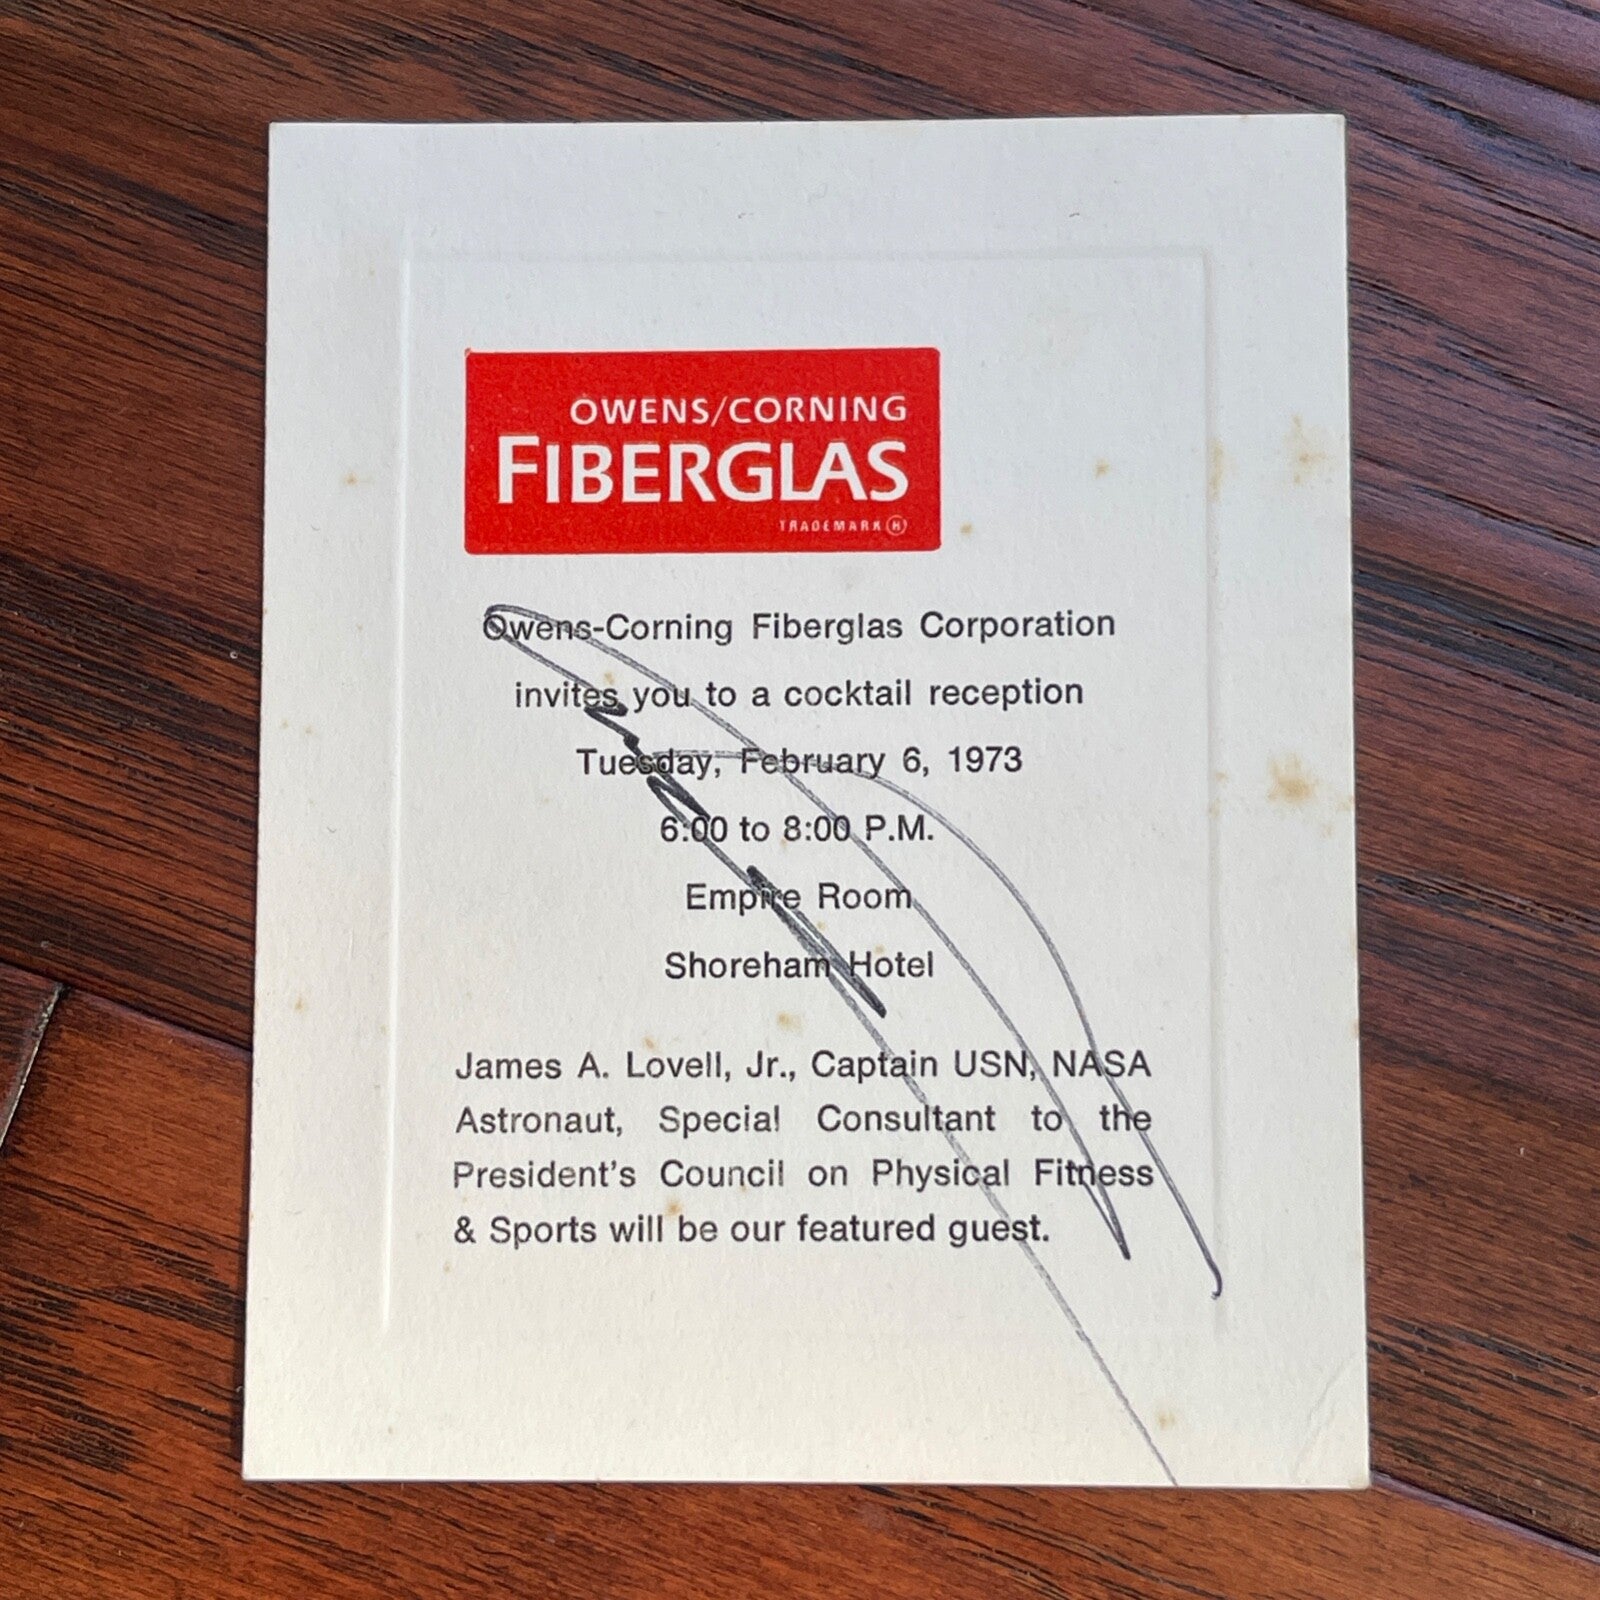 OWENS/CORNING
FIBERGLAS
TRADEMARK ®
Owens-Corning Fiberglas Corporation
invites you to a cocktail reception
Tuesday, February 6, 1973
6:00 to 8:00 P.M.
Empire Room
Shoreham Hotel
James A. Lovell, Jr., Captain USN, NASA
Astronaut, Special Consultant to the
President's Council on Physical Fitness
& Sports will be our featured guest.